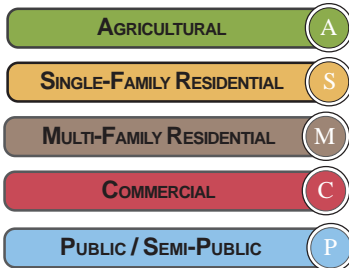 AGRICULTURAL A
SINGLE-FAMILY RESIDENTIAL S
MULTI-FAMILY RESIDENTIAL M
COMMERCIAL C
PUBLIC / SEMI-PUBLIC P